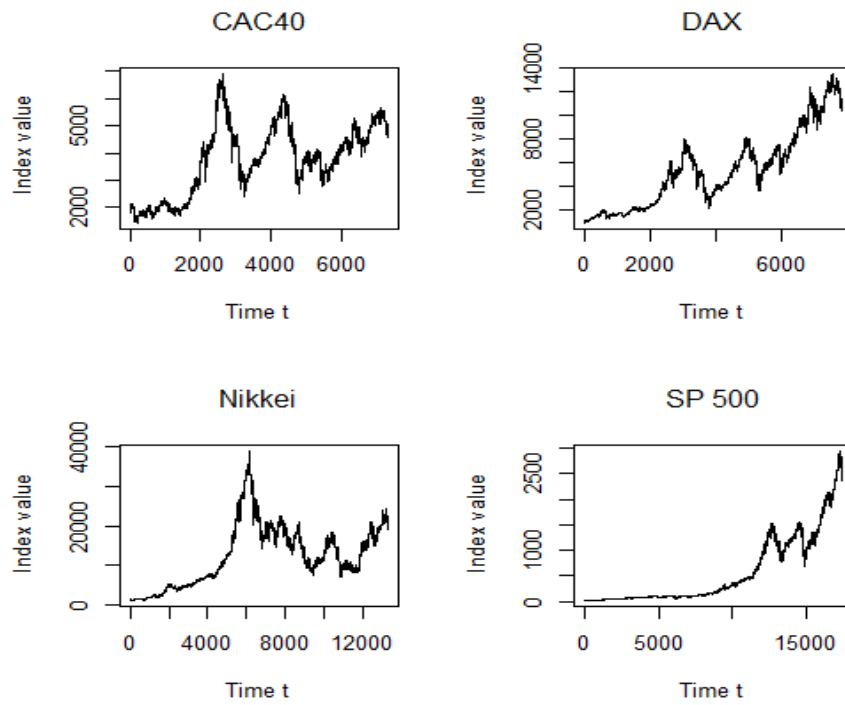 CAC40
Index value
2000 5000
0 2000 4000 6000
Time t
DAX
Index value
2000 8000 14000
0 2000 6000
Time t
Nikkei
Index value
0 20000 40000
0 4000 8000 12000
Time t
SP 500
Index value
0 1000 2500
0 5000 15000
Time t